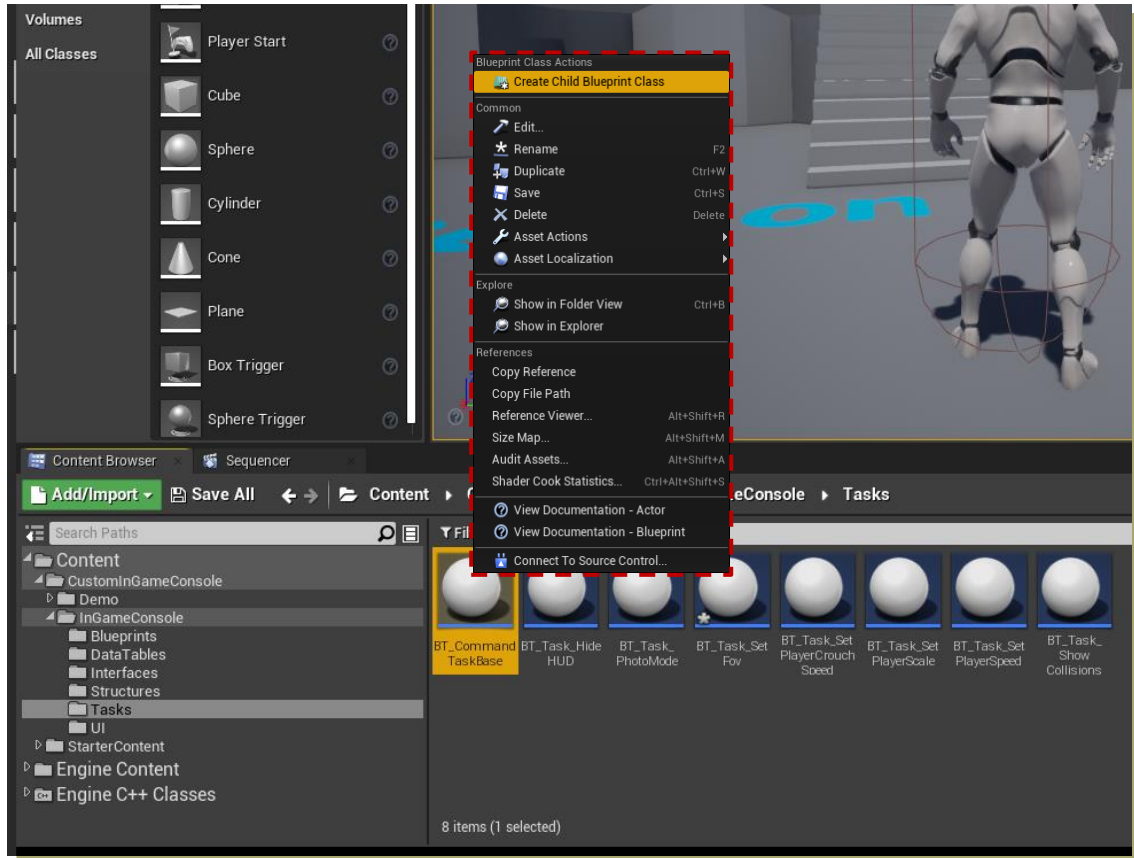 Volumes
All Classes
Player Start
Cube
Sphere
Cylinder
Cone
Plane
Box Trigger
Sphere Trigger
Blueprint Class Actions
Create Child Blueprint Class
Common
Edit...
Rename F2
Duplicate Ctrl+W
Save Ctrl+S
Delete Delete
Asset Actions
Asset Localization
Explore
Show in Folder View Ctrl+B
Show in Explorer
References
Copy Reference
Copy File Path
Reference Viewer... Alt+Shift+R
Size Map... Alt+Shift+M
Audit Assets... Alt+Shift+A
Shader Cook Statistics... Ctrl+Alt+Shift+S
View Documentation - Actor
View Documentation - Blueprint
Connect To Source Control...
Content Browser Sequencer
Add/Import Save All Content eConsole Tasks
Search Paths
Fil
Content
CustomInGameConsole
Demo
InGameConsole
Blueprints
DataTables
Interfaces
Structures
Tasks
UI
StarterContent
Engine Content
Engine C++ Classes
BT_Command
TaskBase
BT_Task_Hide
HUD
BT_Task_
PhotoMode
BT_Task_Set
Fov
BT_Task_Set
PlayerCrouch
Speed
BT_Task_Set
PlayerScale
BT_Task_Set
PlayerSpeed
BT_Task_
Show
Collisions
8 items (1 selected)